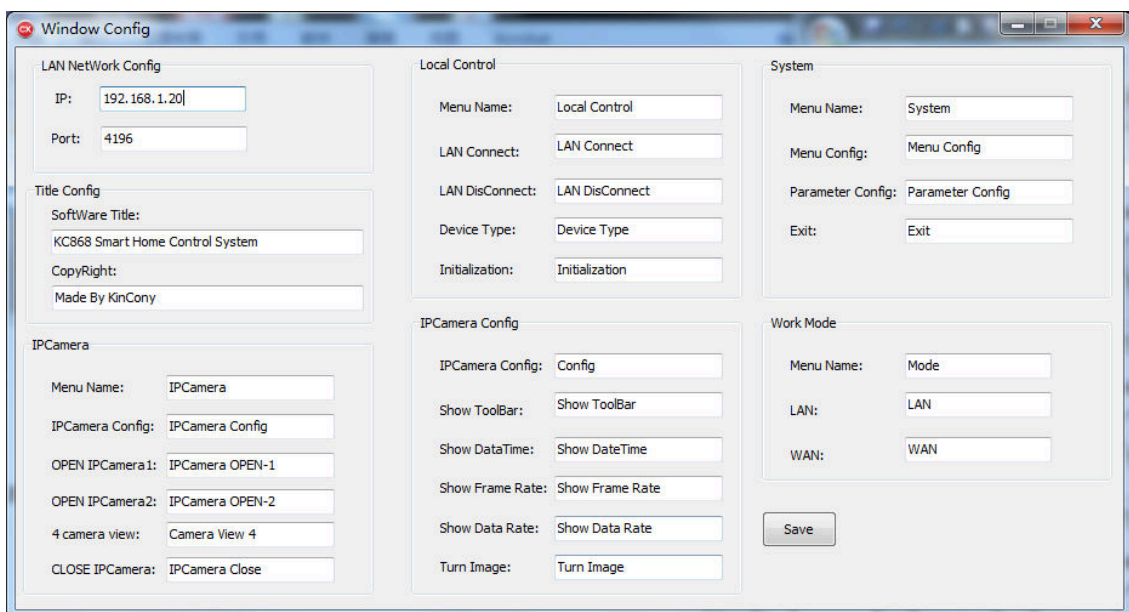 Window Config
LAN NetWork Config
IP: 192.168.1.20
Port: 4196
Title Config
SoftWare Title:
KC868 Smart Home Control System
CopyRight:
Made By KinCony
IPCamera
Menu Name: IPCamera
IPCamera Config: IPCamera Config
OPEN IPCamera1: IPCamera OPEN-1
OPEN IPCamera2: IPCamera OPEN-2
4 camera view: Camera View 4
CLOSE IPCamera: IPCamera Close
Local Control
Menu Name: Local Control
LAN Connect: LAN Connect
LAN DisConnect: LAN DisConnect
Device Type: Device Type
Initialization: Initialization
IPCamera Config
IPCamera Config: Config
Show ToolBar: Show ToolBar
Show DataTime: Show DateTime
Show Frame Rate: Show Frame Rate
Show Data Rate: Show Data Rate
Turn Image: Turn Image
System
Menu Name: System
Menu Config: Menu Config
Parameter Config: Parameter Config
Exit: Exit
Work Mode
Menu Name: Mode
LAN: LAN
WAN: WAN
Save